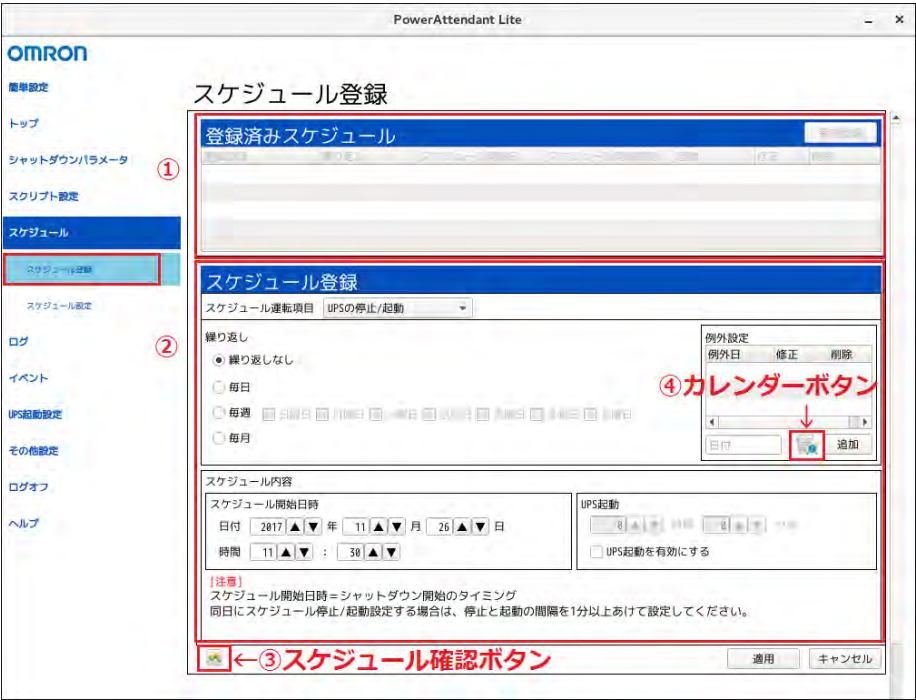 PowerAttendant Lite
OMRON
簡単設定
トップ
シャットダウンパラメータ
スクリプト設定
スケジュール
スケジュール登録
スケジュール設定
ログ
イベント
UPS起動設定
その他設定
ログオフ
ヘルプ
スケジュール登録
①
登録済みスケジュール
②
スケジュール登録
スケジュール運転項目 UPSの停止/起動
繰り返し
繰り返しなし
毎日
毎週 日曜日 月曜日
毎月
例外設定
例外日 修正 削除
④カレンダーボタン
↓
日付 追加
スケジュール内容
スケジュール開始日時
日付 2017 ▲ ▼ 年 11 ▲ ▼ 月 26 ▲ ▼ 日
時間 11 ▲ ▼ : 30 ▲ ▼
UPS起動
0 ▲ ▼ 0 ▲ ▼
UPS起動を有効にする
[注意]
スケジュール開始日時＝シャットダウン開始のタイミング
同日にスケジュール停止/起動設定する場合は、停止と起動の間隔を1分以上あけて設定してください。
←③スケジュール確認ボタン
適用 キャンセル